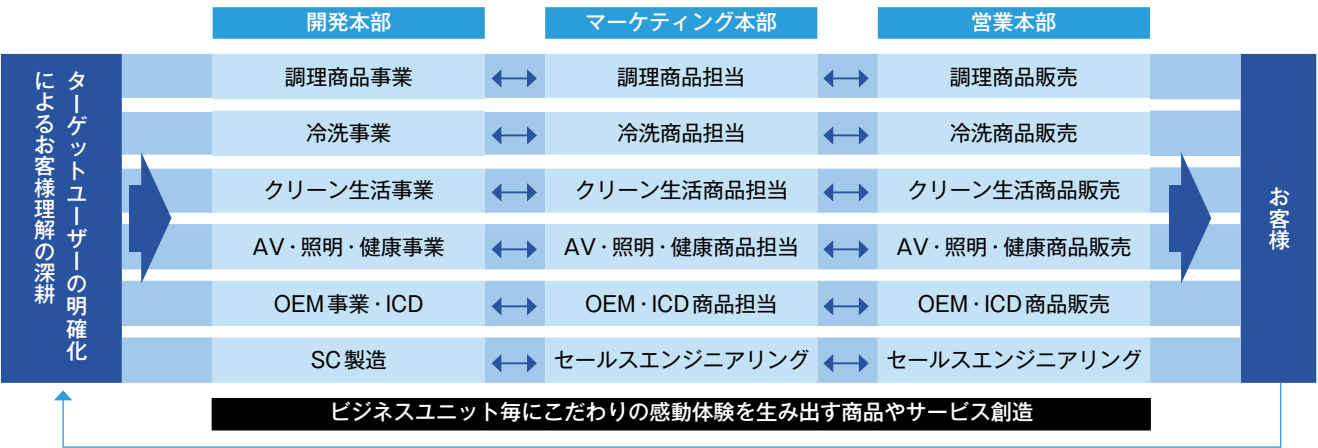 開発本部
マーケティング本部
営業本部
ターゲットユーザーの明確化
によるお客様理解の深耕
調理商品事業
調理商品担当
調理商品販売
冷洗事業
冷洗商品担当
冷洗商品販売
クリーン生活事業
クリーン生活商品担当
クリーン生活商品販売
AV・照明・健康事業
AV・照明・健康商品担当
AV・照明・健康商品販売
OEM事業・ICD
OEM・ICD商品担当
OEM・ICD商品販売
SC製造
セールスエンジニアリング
セールスエンジニアリング
お客様
ビジネスユニット毎にこだわりの感動体験を生み出す商品やサービス創造